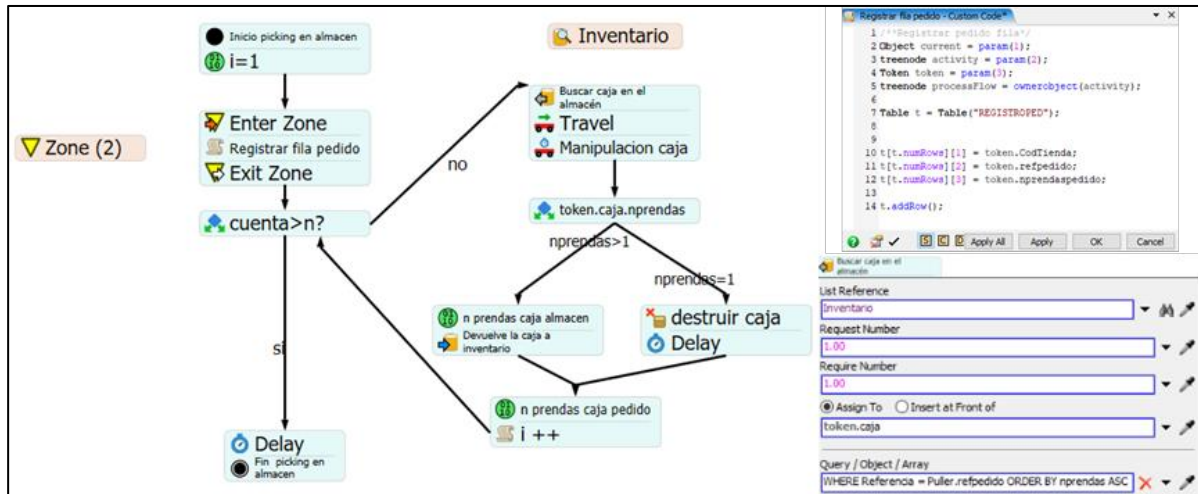 Inicio picking en almacen
i=1
Zone (2)
Enter Zone
Registrar fila pedido
Exit Zone
cuenta>n?
no
si
Delay
Fin picking en
almacen
Inventario
Buscar caja en el
almacén
Travel
Manipulacion caja
token.caja.nprendas
nprendas>1
nprendas=1
n prendas caja almacen
Devuelve la caja a
inventario
destruir caja
Delay
n prendas caja pedido
i ++
Registrar fila pedido - Custom Code*
1 /**Registrar pedido fila*/
2 Object current = param(1);
3 treenode activity = param(2);
4 Token token = param(3);
5 treenode processFlow = ownerobject(activity);
6
7 Table t = Table("REGISTROPED");
8
9
10 t[t.numRows][1] = token.CodTienda;
11 t[t.numRows][2] = token.refpedido;
12 t[t.numRows][3] = token.nprendaspedido;
13
14 t.addRow();
S C D Apply All Apply OK Cancel
Buscar caja en el
almacén
List Reference
Inventario
Request Number
1.00
Require Number
1.00
Assign To Insert at Front of
token.caja
Query / Object / Array
WHERE Referencia = Puller.refpedido ORDER BY nprendas ASC